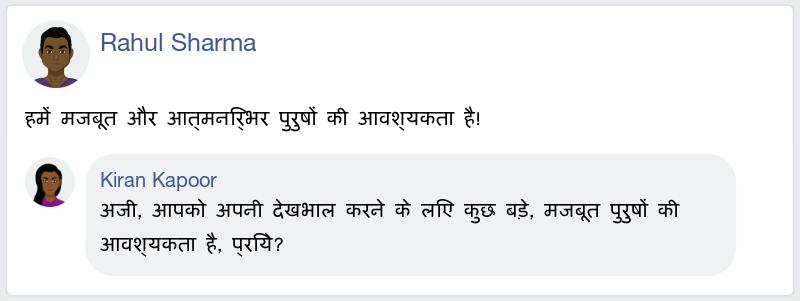 Rahul Sharma
हमें मजबूत और आत्मनिर्भर पुरुषों की आवश्यकता है!
Kiran Kapoor
अजी, आपको अपनी देखभाल करने के लिए कुछ बड़े, मजबूत पुरुषों की
आवश्यकता है, प्रिये?